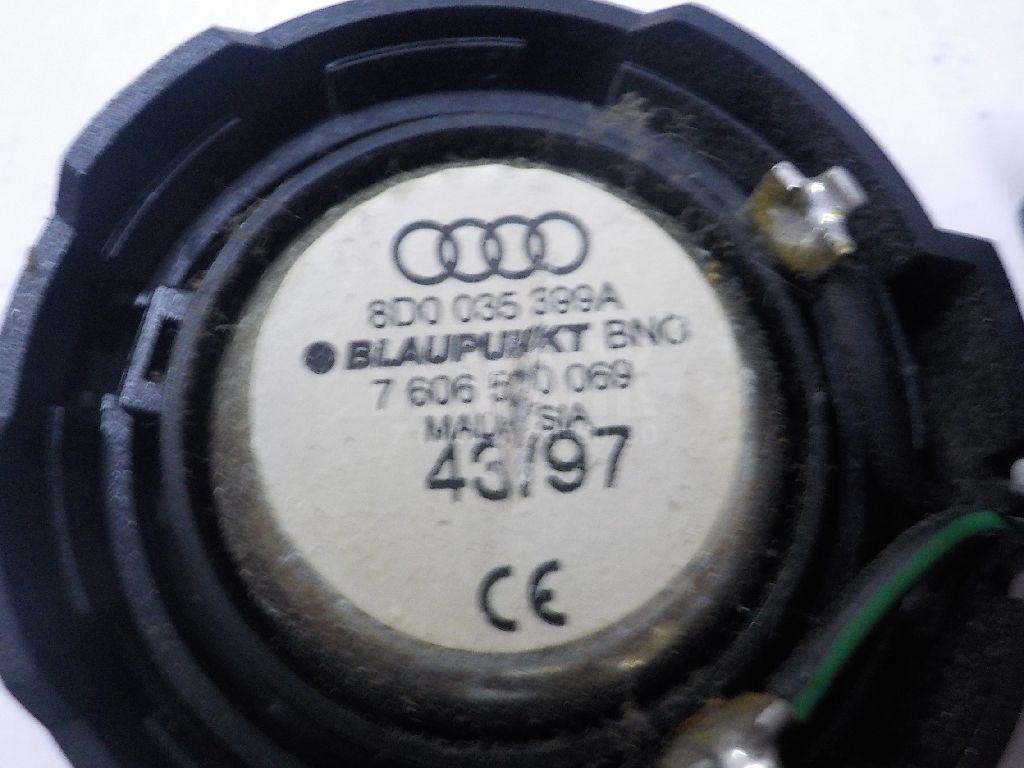 8D0 035 399A
BLAUPUNKT BNO
7 606 500 069
MALAYSIA
43/97
CE